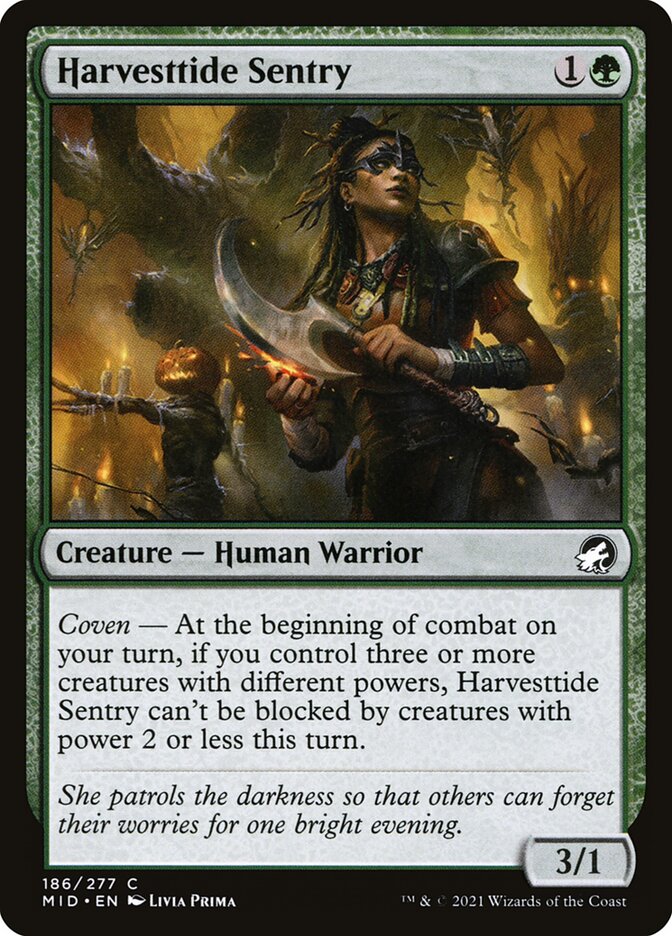 Harvesttide Sentry 1
Creature — Human Warrior
Coven — At the beginning of combat on
your turn, if you control three or more
creatures with different powers, Harvesttide
Sentry can't be blocked by creatures with
power 2 or less this turn.
She patrols the darkness so that others can forget
their worries for one bright evening.
3/1
186/277 C
MID • EN Livia Prima
™ & © 2021 Wizards of the Coast